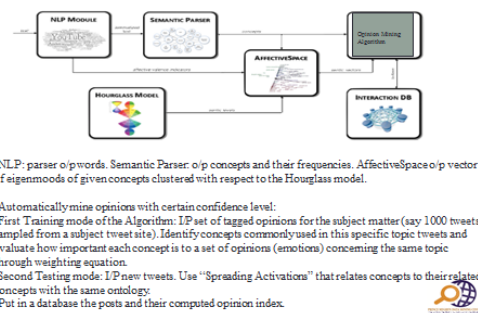 NLP MODULE
SEMANTIC PARSER
Opinion Mining
Algorithm
concepts
AFFECTIVESPACE
HOURGLASS MODEL
INTERACTION DB
NLP: parser o/p words. Semantic Parser: o/p concepts and their frequencies. AffectiveSpace o/p vector
f eigenmoods of given concepts clustered with respect to the Hourglass model.
Automatically mine opinions with certain confidence level:
First Training mode of the Algorithm: I/P set of tagged opinions for the subject matter (say 1000 tweets
ampled from a subject tweet site). Identify concepts commonly used in this specific topic tweets and
valuate how important each concept is to a set of opinions (emotions) concerning the same topic
hrough weighting equation.
Second Testing mode: I/P new tweets. Use “Spreading Activations” that relates concepts to their relate
oncepts with the same ontology.
Put in a database the posts and their computed opinion index.